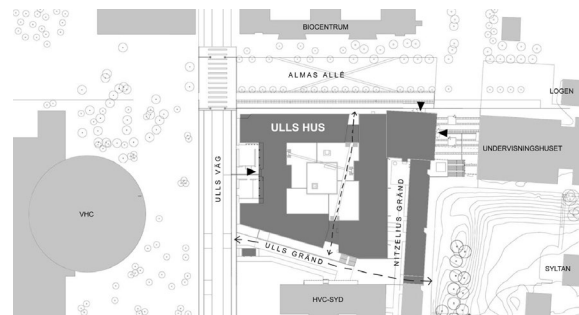 BIOCENTRUM
ALMAS ALLÉ
LOGEN
ULLS HUS
UNDERVISNINGSHUSET
ULLS VÄG
NITZELIUS GRÄND
VHC
ULLS GRÄND
SYLTAN
HVC-SYD